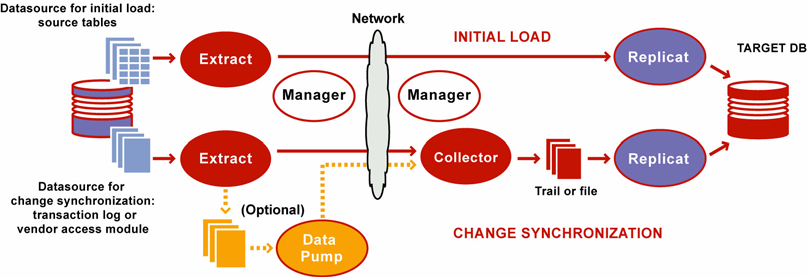 Datasource for initial load:
source tables
Network
Extract
INITIAL LOAD
Replicat
TARGET DB
Manager
Manager
Extract
Collector
Trail or file
Replicat
Datasource for
change synchronization:
transaction log or
vendor access module
(Optional)
Data
Pump
CHANGE SYNCHRONIZATION